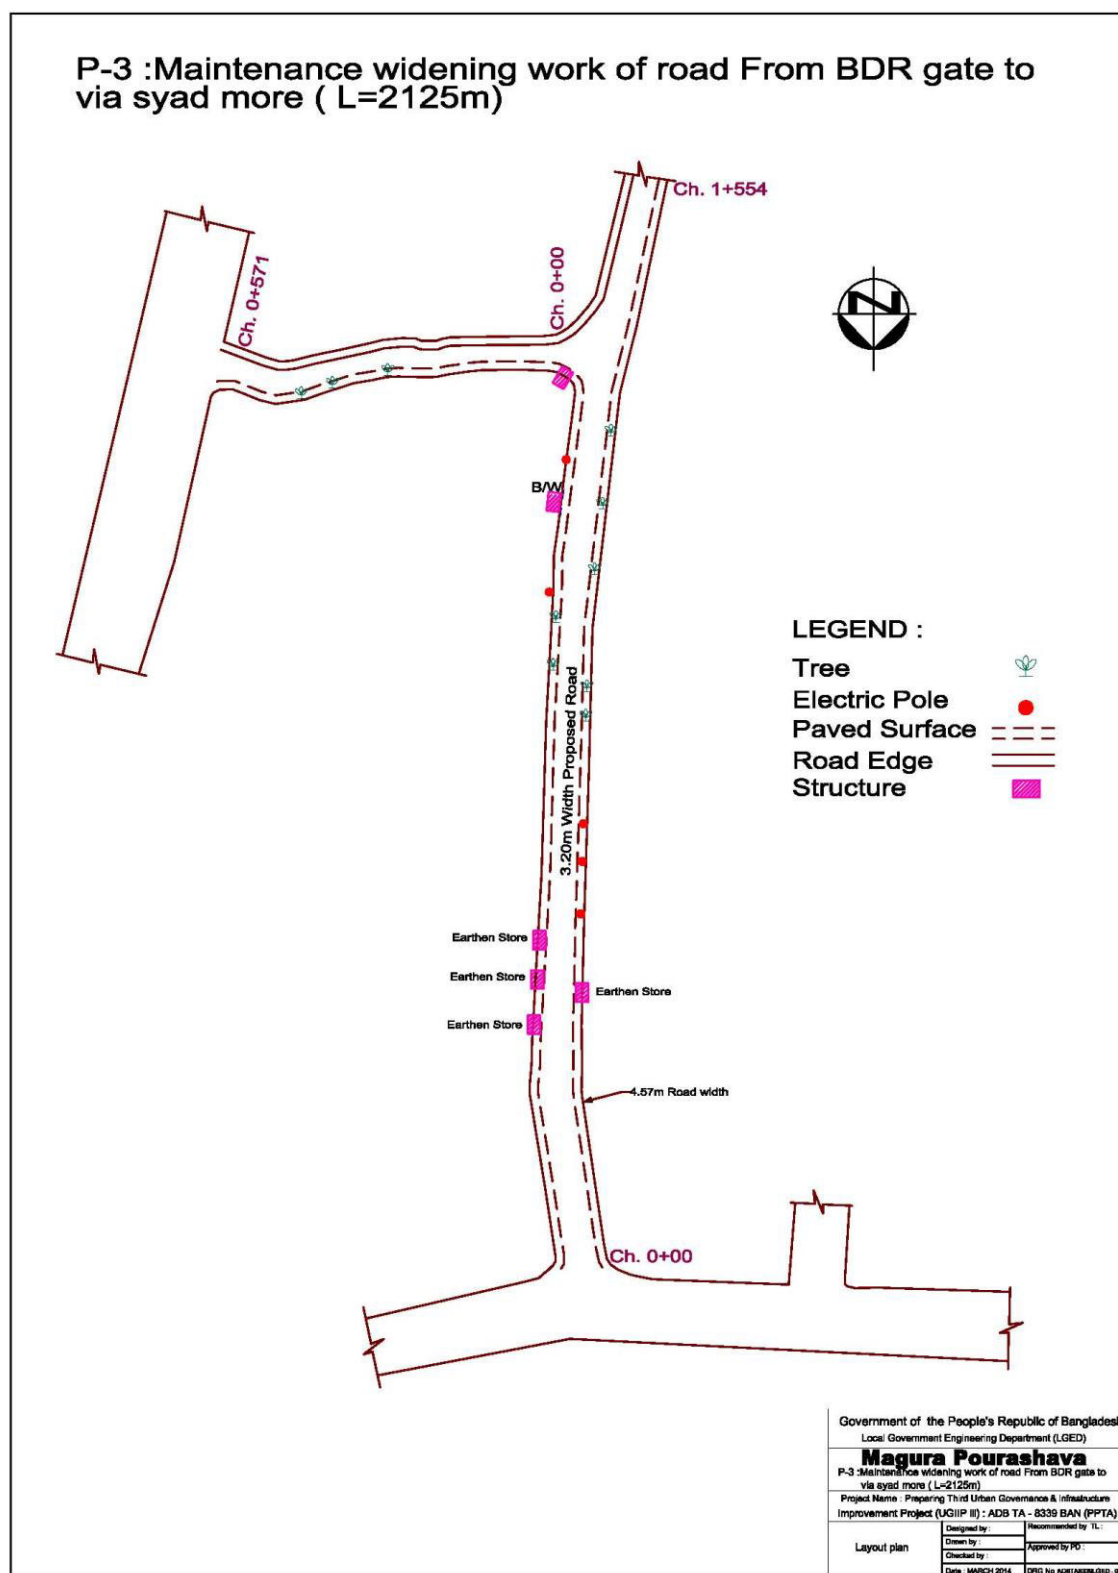 P-3 :Maintenance widening work of road From BDR gate to
via syad more ( L=2125m)
Ch. 1+554
Ch. 0+571
Ch. 0+00
N
B/W
LEGEND :
Tree
Electric Pole
Paved Surface
Road Edge
Structure
3.20m Width Proposed Road
Earthen Store
Earthen Store
Earthen Store
Earthen Store
4.57m Road width
Ch. 0+00
Government of the People's Republic of Bangladesh
Local Government Engineering Department (LGED)
Magura Pourashava
P-3 :Maintenance widening work of road From BDR gate to
via syad more ( L=2125m)
Project Name : Preparing Third Urban Governance & Infrastructure
Improvement Project (UGIIP III) : ADB TA - 8339 BAN (PPTA)
Layout plan
Designed by :
Recommended by TL :
Drawn by :
Approved by PD :
Checked by :
Date : MARCH 2014
DRG No